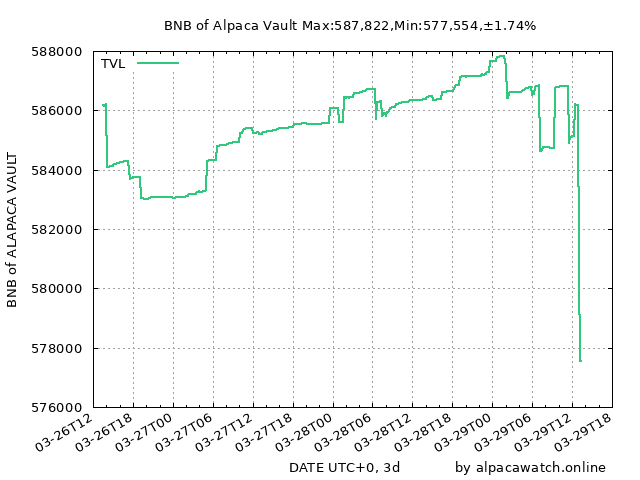 BNB of Alpaca Vault Max:587,822,Min:577,554,±1.74%
TVL
588000
586000
584000
582000
580000
578000
576000
BNB of ALAPACA VAULT
03-26T12
03-26T18
03-27T00
03-27T06
03-27T12
03-27T18
03-28T00
03-28T06
03-28T12
03-28T18
03-29T00
03-29T06
03-29T12
03-29T18
DATE UTC+0, 3d
by alpacawatch.online